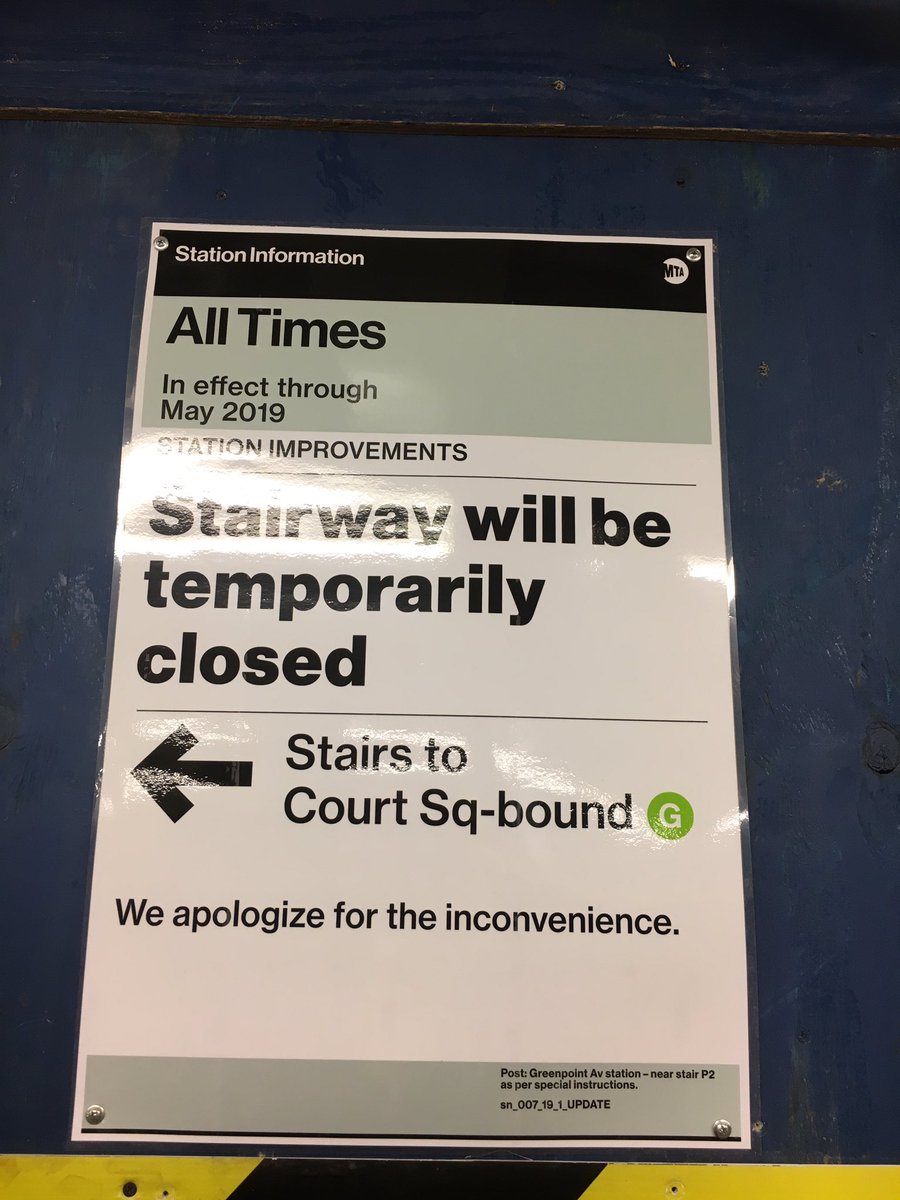 Station Information
MTA
All Times
In effect through
May 2019
STATION IMPROVEMENTS
Stairway will be
temporarily
closed
Stairs to
Court Sq-bound G
We apologize for the inconvenience.
Post: Greenpoint Av station – near stair P2
as per special instructions.
sn_007_19_1_UPDATE